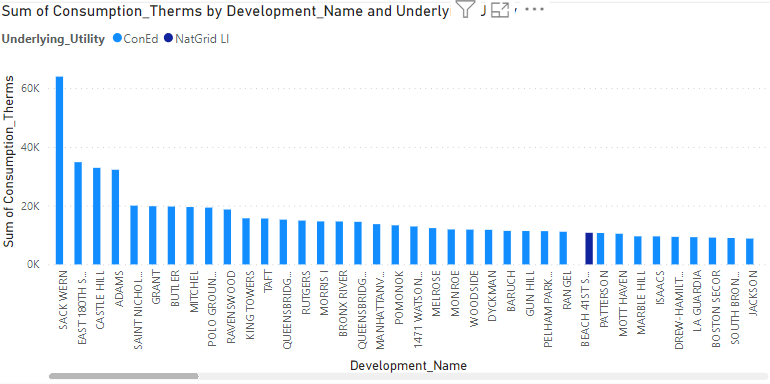 Sum of Consumption_Therms by Development_Name and Underly
Underlying_Utility ConEd NatGrid LI
Sum of Consumption_Therms
60K
40K
20K
0K
SACK WERN
EAST 180TH S...
CASTLE HILL
ADAMS
SAINT NICHOL...
GRANT
BUTLER
MITCHEL
POLO GROUN...
RAVENSWOOD
KING TOWERS
TAFT
QUEENSBRIDG...
RUTGERS
MORRIS I
BRONX RIVER
QUEENSBRIDG...
MANHATTANV...
POMONOK
1471 WATSON...
MELROSE
MONROE
WOODSIDE
DYCKMAN
BARUCH
GUN HILL
PELHAM PARK...
RANGEL
BEACH 41ST S...
PATTERSON
MOTT HAVEN
MARBLE HILL
ISAACS
DREW-HAMILT...
LA GUARDIA
BOSTON SECOR
SOUTH BRON...
JACKSON
Development_Name